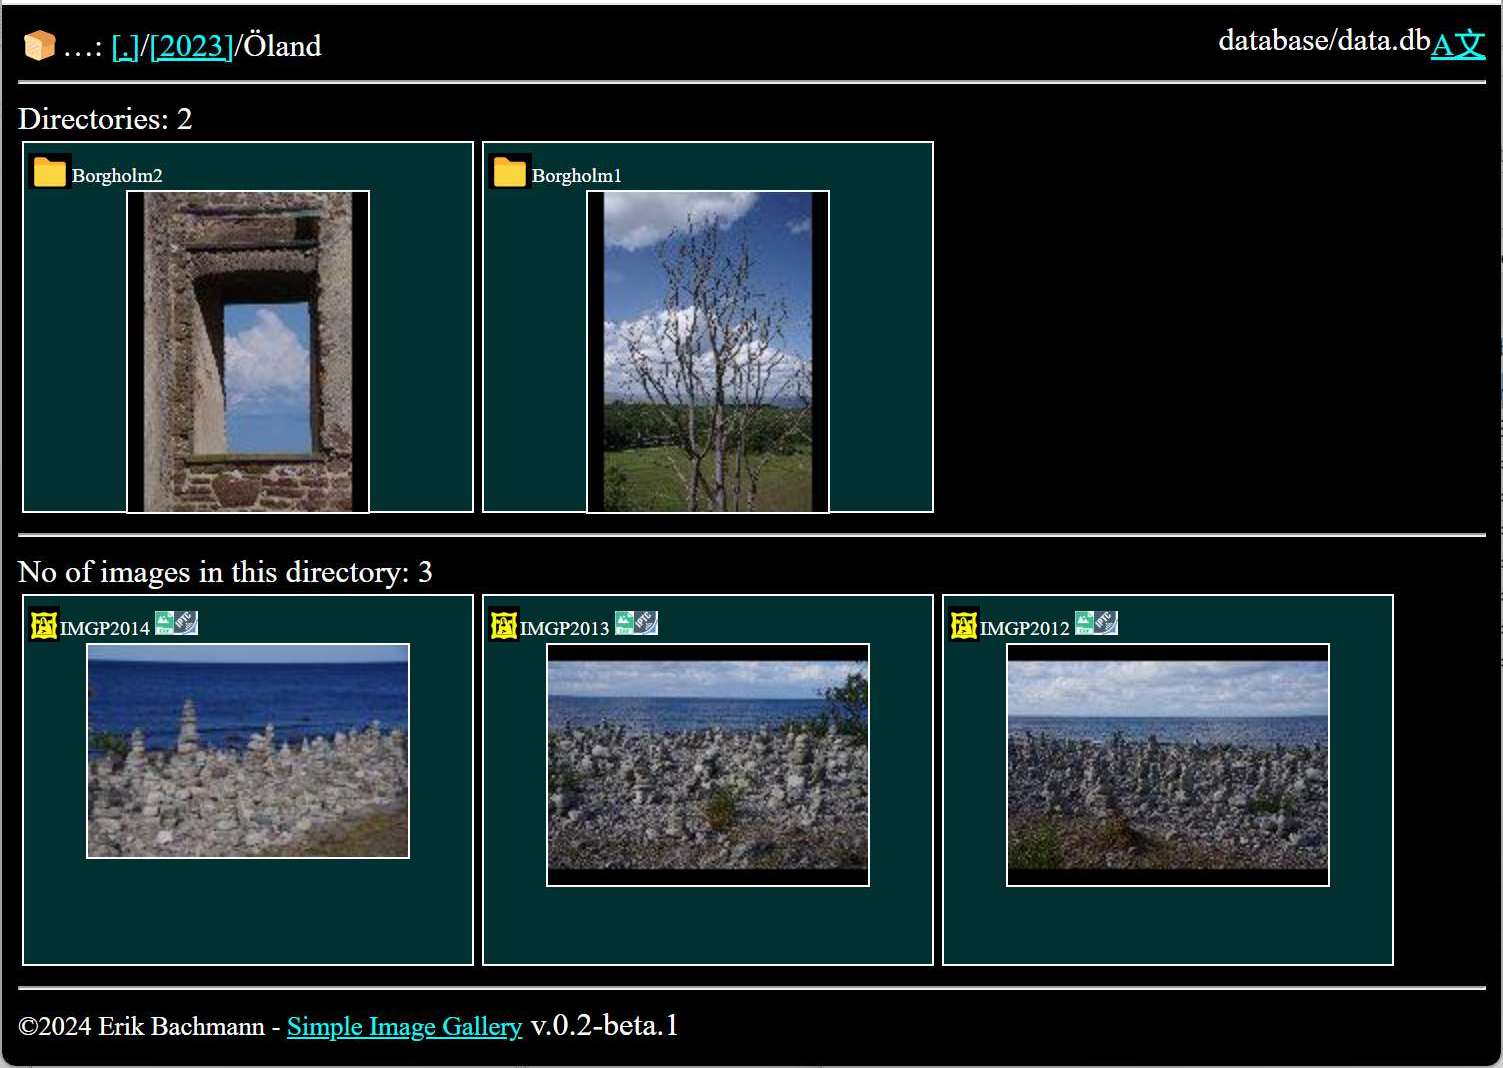 …: [.]/[2023]/Öland
database/data.dbA文
Directories: 2
Borgholm2
Borgholm1
No of images in this directory: 3
IMGP2014 IPTC
IMGP2013 IPTC
IMGP2012 IPTC
©2024 Erik Bachmann - Simple Image Gallery v.0.2-beta.1